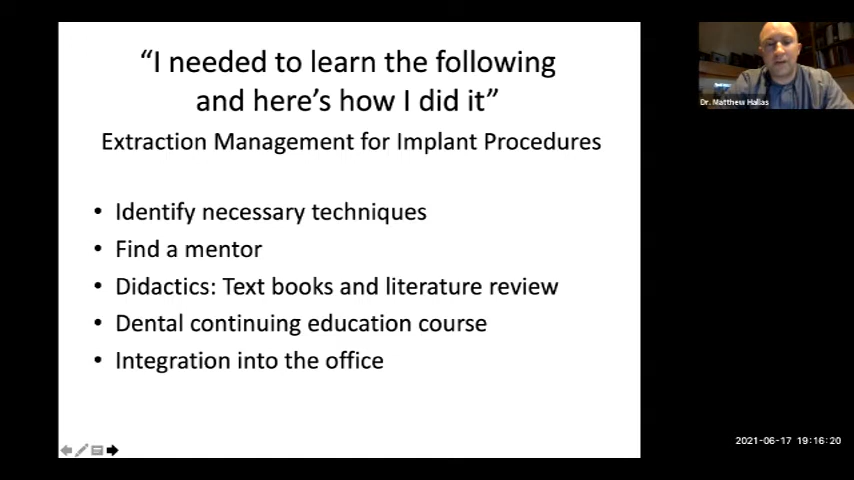 “I needed to learn the following
and here’s how I did it”
Extraction Management for Implant Procedures
• Identify necessary techniques
• Find a mentor
• Didactics: Text books and literature review
• Dental continuing education course
• Integration into the office
Dr. Matthew Hallas
2021-06-17 19:16:20